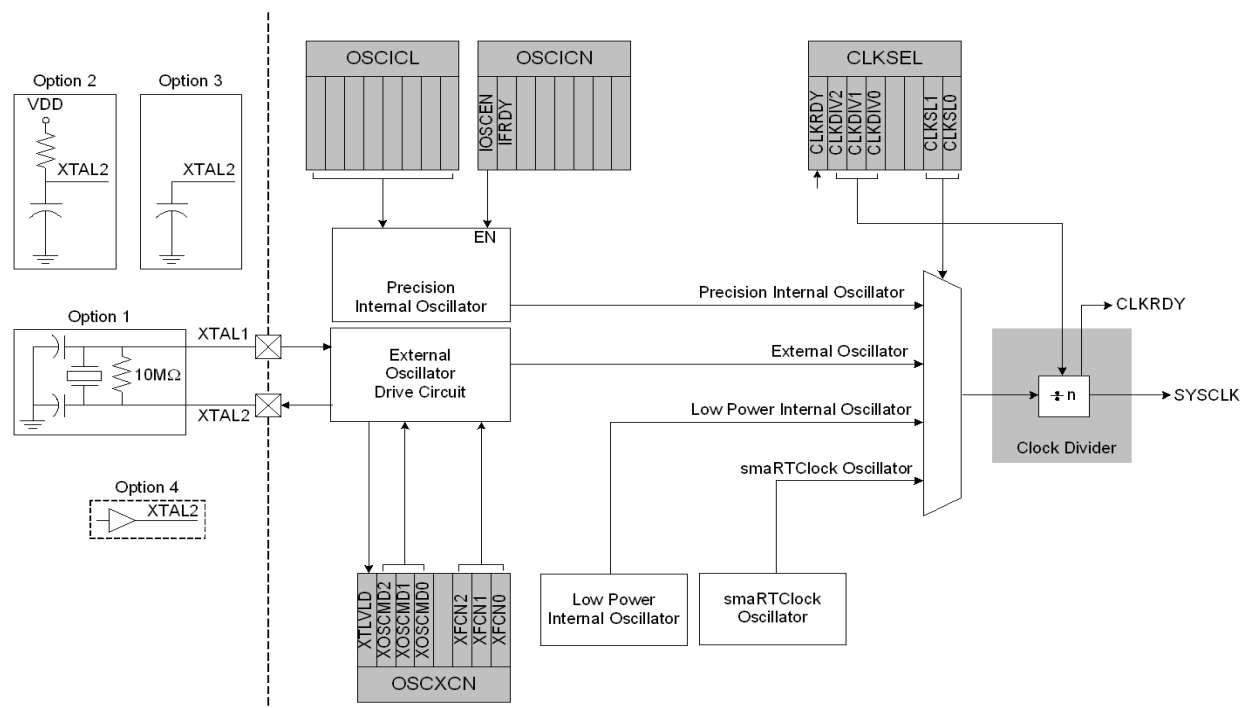 OSCICL
OSCICN
IOSCEN
IFRDY
CLKSEL
CLKRDY
CLKDIV2
CLKDIV1
CLKDIV0
CLKSL1
CLKSL0
Option 2
VDD
XTAL2
Option 3
XTAL2
EN
Precision
Internal Oscillator
Precision Internal Oscillator
CLKRDY
Option 1
XTAL1
10MΩ
XTAL2
External
Oscillator
Drive Circuit
External Oscillator
÷ n
SYSCLK
Low Power Internal Oscillator
Clock Divider
smaRTClock Oscillator
Option 4
XTAL2
XTLVLD
XOSCMD2
XOSCMD1
XOSCMD0
XFCN2
XFCN1
XFCN0
OSCXCN
Low Power
Internal Oscillator
smaRTClock
Oscillator